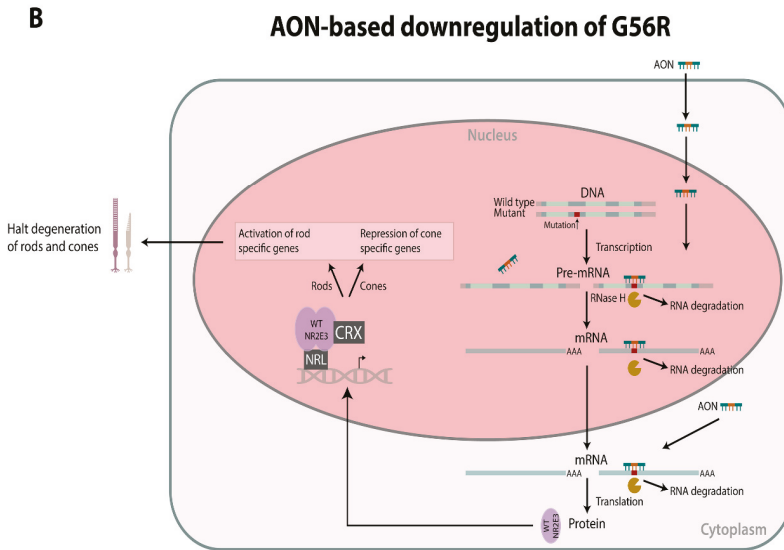 B
AON-based downregulation of G56R
AON
Nucleus
DNA
Wild type
Mutant
Mutation↑
Transcription
Halt degeneration
of rods and cones
Activation of rod
specific genes
Repression of cone
specific genes
Rods
Cones
Pre-mRNA
RNase H
RNA degradation
WT
NR2E3
CRX
NRL
mRNA
AAA
AAA
RNA degradation
AON
mRNA
AAA
AAA
RNA degradation
Translation
WT
NR2E3
Protein
Cytoplasm